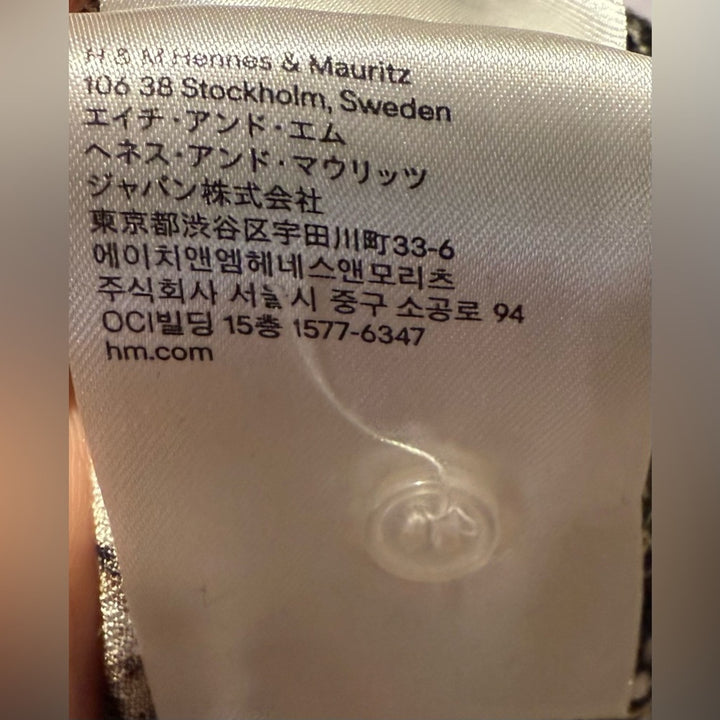 H & M Hennes & Mauritz
106 38 Stockholm, Sweden
エイチ・アンド・エム
ヘネス・アンド・マウリッツ
ジャパン株式会社
東京都渋谷区宇田川町33-6
에이치앤엠헤네스앤모리츠
주식회사 서울시 중구 소공로 94
OCI빌딩 15층 1577-6347
hm.com